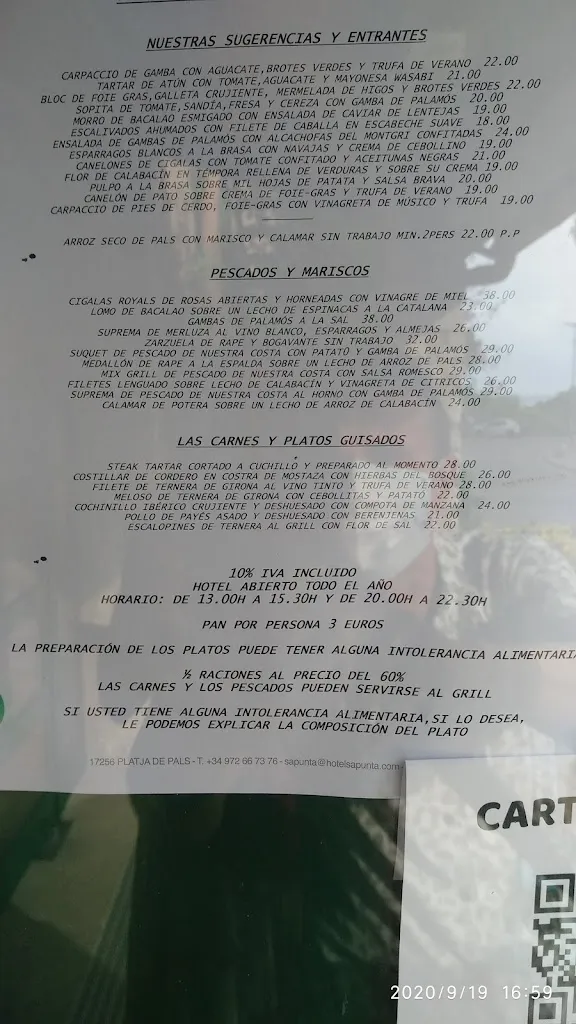 NUESTRAS SUGERENCIAS Y ENTRANTES
CARPACCIO DE GAMBA CON AGUACATE,BROTES VERDES Y TRUFA DE VERANO 22.00
TARTAR DE ATÚN CON TOMATE,AGUACATE Y MAYONESA WASABI 21.00
BLOC DE FOIE GRAS,GALLETA CRUJIENTE, MERMELADA DE HIGOS Y BROTES VERDES 22.00
SOPITA DE TOMATE,SANDÍA,FRESA Y CEREZA CON GAMBA DE PALAMÓS 20.00
MORRO DE BACALAO ESMIGADO CON ENSALADA DE CAVIAR DE LENTEJAS 19.00
ESCALIVADOS AHUMADOS CON FILETE DE CABALLA EN ESCABECHE SUAVE 18.00
ENSALADA DE GAMBAS DE PALAMÓS CON ALCACHOFAS DEL MONTGRI CONFITADAS 24.00
ESPARRAGOS BLANCOS A LA BRASA CON NAVAJAS Y CREMA DE CEBOLLINO 19.00
CANELONES DE CIGALAS CON TOMATE CONFITADO Y ACEITUNAS NEGRAS 21.00
FLOR DE CALABACÍN EN TÉMPORA RELLENA DE VERDURAS Y SOBRE SU CREMA 19.00
PULPO A LA BRASA SOBRE MIL HOJAS DE PATATA Y SALSA BRAVA 20.00
CANELÓN DE PATO SOBRE CREMA DE FOIE-GRAS Y TRUFA DE VERANO 19.00
CARPACCIO DE PIES DE CERDO, FOIE-GRAS CON VINAGRETA DE MÚSICO Y TRUFA 19.00
ARROZ SECO DE PALS CON MARISCO Y CALAMAR SIN TRABAJO MIN.2PERS 22.00 P.P
PESCADOS Y MARISCOS
CIGALAS ROYALS DE ROSAS ABIERTAS Y HORNEADAS CON VINAGRE DE MIEL 38.00
LOMO DE BACALAO SOBRE UN LECHO DE ESPINACAS A LA CATALANA 23.00
GAMBAS DE PALAMÓS A LA SAL 38.00
SUPREMA DE MERLUZA AL VINO BLANCO, ESPARRAGOS Y ALMEJAS 26.00
ZARZUELA DE RAPE Y BOGAVANTE SIN TRABAJO 32.00
SUQUET DE PESCADO DE NUESTRA COSTA CON PATATÓ Y GAMBA DE PALAMÓS 29.00
MEDALLÓN DE RAPE A LA ESPALDA SOBRE UN LECHO DE ARROZ DE PALS 28.00
MIX GRILL DE PESCADO DE NUESTRA COSTA CON SALSA ROMESCO 29.00
FILETES LENGUADO SOBRE LECHO DE CALABACÍN Y VINAGRETA DE CITRICOS 26.00
SUPREMA DE PESCADO DE NUESTRA COSTA AL HORNO CON GAMBA DE PALAMÓS 29.00
CALAMAR DE POTERA SOBRE UN LECHO DE ARROZ DE CALABACÍN 24.00
LAS CARNES Y PLATOS GUISADOS
STEAK TARTAR CORTADO A CUCHILLO Y PREPARADO AL MOMENTO 28.00
COSTILLAR DE CORDERO EN COSTRA DE MOSTAZA CON HIERBAS DEL BOSQUE 26.00
FILETE DE TERNERA DE GIRONA AL VINO TINTO Y TRUFA DE VERANO 28.00
MELOSO DE TERNERA DE GIRONA CON CEBOLLITAS Y PATATÓ 22.00
COCHINILLO IBÉRICO CRUJIENTE Y DESHUESADO CON COMPOTA DE MANZANA 24.00
POLLO DE PAYÉS ASADO Y DESHUESADO CON BERENJENAS 21.00
ESCALOPINES DE TERNERA AL GRILL CON FLOR DE SAL 22.00
10% IVA INCLUIDO
HOTEL ABIERTO TODO EL AÑO
HORARIO: DE 13.00H A 15.30H Y DE 20.00H A 22.30H
PAN POR PERSONA 3 EUROS
LA PREPARACIÓN DE LOS PLATOS PUEDE TENER ALGUNA INTOLERANCIA ALIMENTARIA
½ RACIONES AL PRECIO DEL 60%
LAS CARNES Y LOS PESCADOS PUEDEN SERVIRSE AL GRILL
SI USTED TIENE ALGUNA INTOLERANCIA ALIMENTARIA,SI LO DESEA,
LE PODEMOS EXPLICAR LA COMPOSICIÓN DEL PLATO
17256 PLATJA DE PALS - T. +34 972 66 73 76 - sapunta@hotelsapunta.com
CART
2020/9/19 16:59